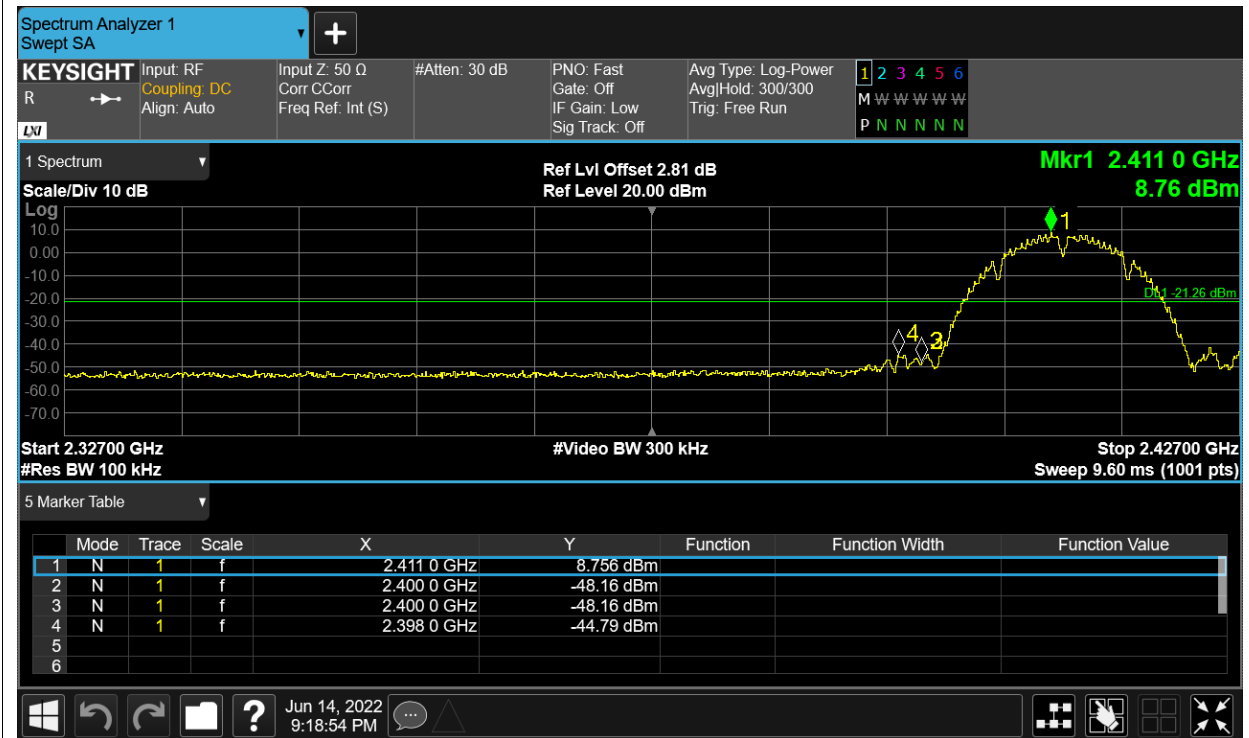 Spectrum Analyzer 1
Swept SA
KEYSIGHT
R
LXI
Input: RF
Coupling: DC
Align: Auto
Input Z: 50 Ω
Corr CCorr
Freq Ref: Int (S)
#Atten: 30 dB
PNO: Fast
Gate: Off
IF Gain: Low
Sig Track: Off
Avg Type: Log-Power
Avg|Hold: 300/300
Trig: Free Run
1 2 3 4 5 6
M W W W W W
P N N N N N
1 Spectrum
Scale/Div 10 dB
Ref Lvl Offset 2.81 dB
Ref Level 20.00 dBm
Mkr1 2.411 0 GHz
8.76 dBm
Log
10.0
0.00
-10.0
-20.0
-30.0
-40.0
-50.0
-60.0
-70.0
1
-21.26 dBm
4
Start 2.32700 GHz
#Res BW 100 kHz
#Video BW 300 kHz
Stop 2.42700 GHz
Sweep 9.60 ms (1001 pts)
5 Marker Table
Mode Trace Scale X Y Function Function Width Function Value
1 N 1 f 2.411 0 GHz 8.756 dBm
2 N 1 f 2.400 0 GHz -48.16 dBm
3 N 1 f 2.400 0 GHz -48.16 dBm
4 N 1 f 2.398 0 GHz -44.79 dBm
5
6
?
Jun 14, 2022
9:18:54 PM